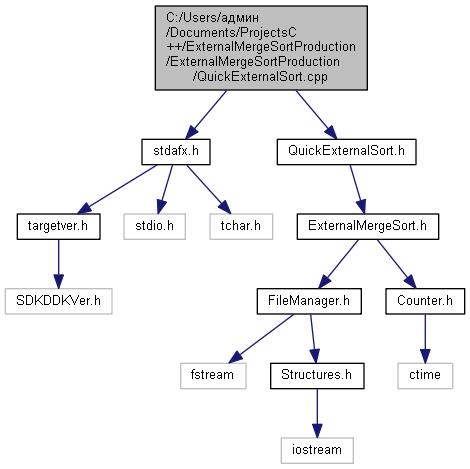 C:/Users/админ
/Documents/ProjectsC
++/ExternalMergeSortProduction
/ExternalMergeSortProduction
/QuickExternalSort.cpp
stdafx.h
QuickExternalSort.h
targetver.h
stdio.h
tchar.h
ExternalMergeSort.h
SDKDDKVer.h
FileManager.h
Counter.h
fstream
Structures.h
ctime
iostream